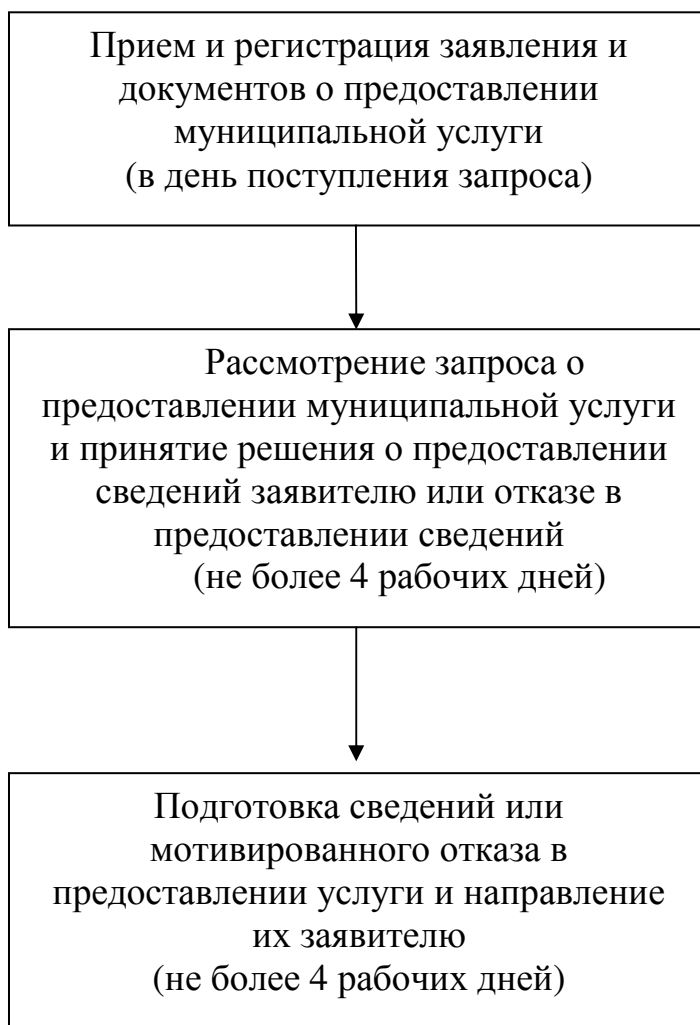 Прием и регистрация заявления и
документов о предоставлении
муниципальной услуги
(в день поступления запроса)
Рассмотрение запроса о
предоставлении муниципальной услуги
и принятие решения о предоставлении
сведений заявителю или отказе в
предоставлении сведений
(не более 4 рабочих дней)
Подготовка сведений или
мотивированного отказа в
предоставлении услуги и направление
их заявителю
(не более 4 рабочих дней)